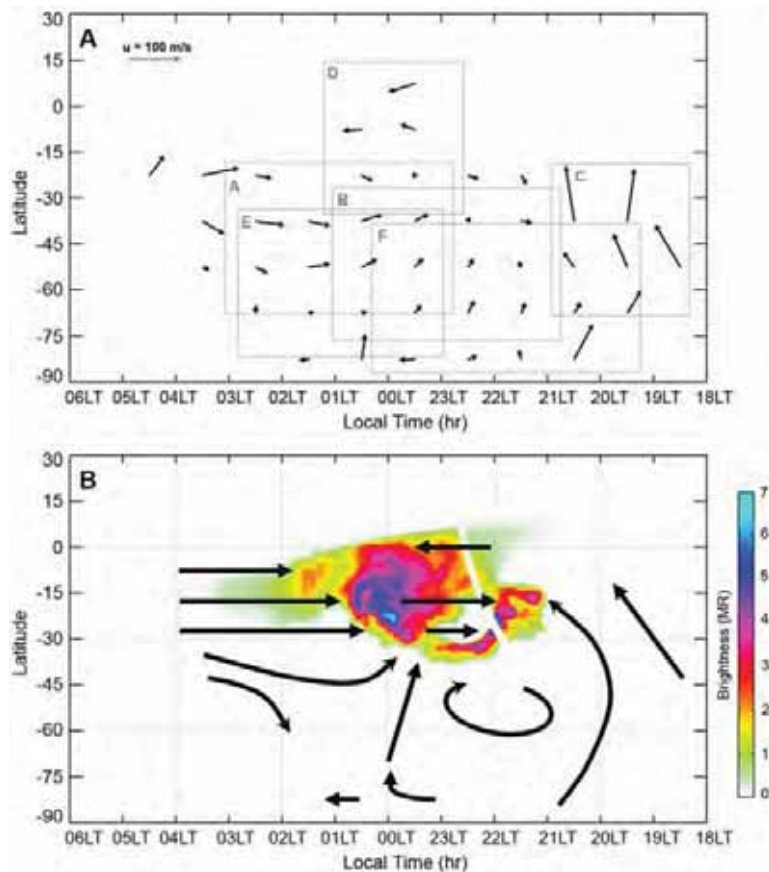 A
u = 100 m/s
30
15
0
-15
-30
-45
-60
-75
-90
Latitude
D
A
B
C
E
F
06LT 05LT 04LT 03LT 02LT 01LT 00LT 23LT 22LT 21LT 20LT 19LT 18LT
Local Time (hr)
B
30
15
0
-15
-30
-45
-60
-75
-90
Latitude
06LT 05LT 04LT 03LT 02LT 01LT 00LT 23LT 22LT 21LT 20LT 19LT 18LT
Local Time (hr)
7
6
5
4
3
2
1
0
Brightness (MR)